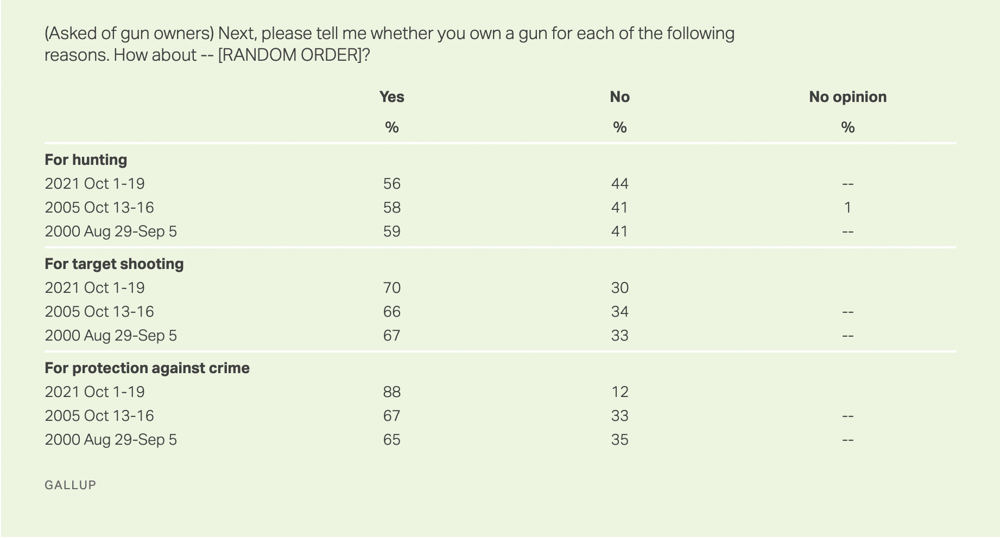 (Asked of gun owners) Next, please tell me whether you own a gun for each of the following
reasons. How about -- [RANDOM ORDER]?
Yes No No opinion
% % %
For hunting
2021 Oct 1-19 56 44 --
2005 Oct 13-16 58 41 1
2000 Aug 29-Sep 5 59 41 --
For target shooting
2021 Oct 1-19 70 30
2005 Oct 13-16 66 34 --
2000 Aug 29-Sep 5 67 33 --
For protection against crime
2021 Oct 1-19 88 12
2005 Oct 13-16 67 33 --
2000 Aug 29-Sep 5 65 35 --
GALLUP